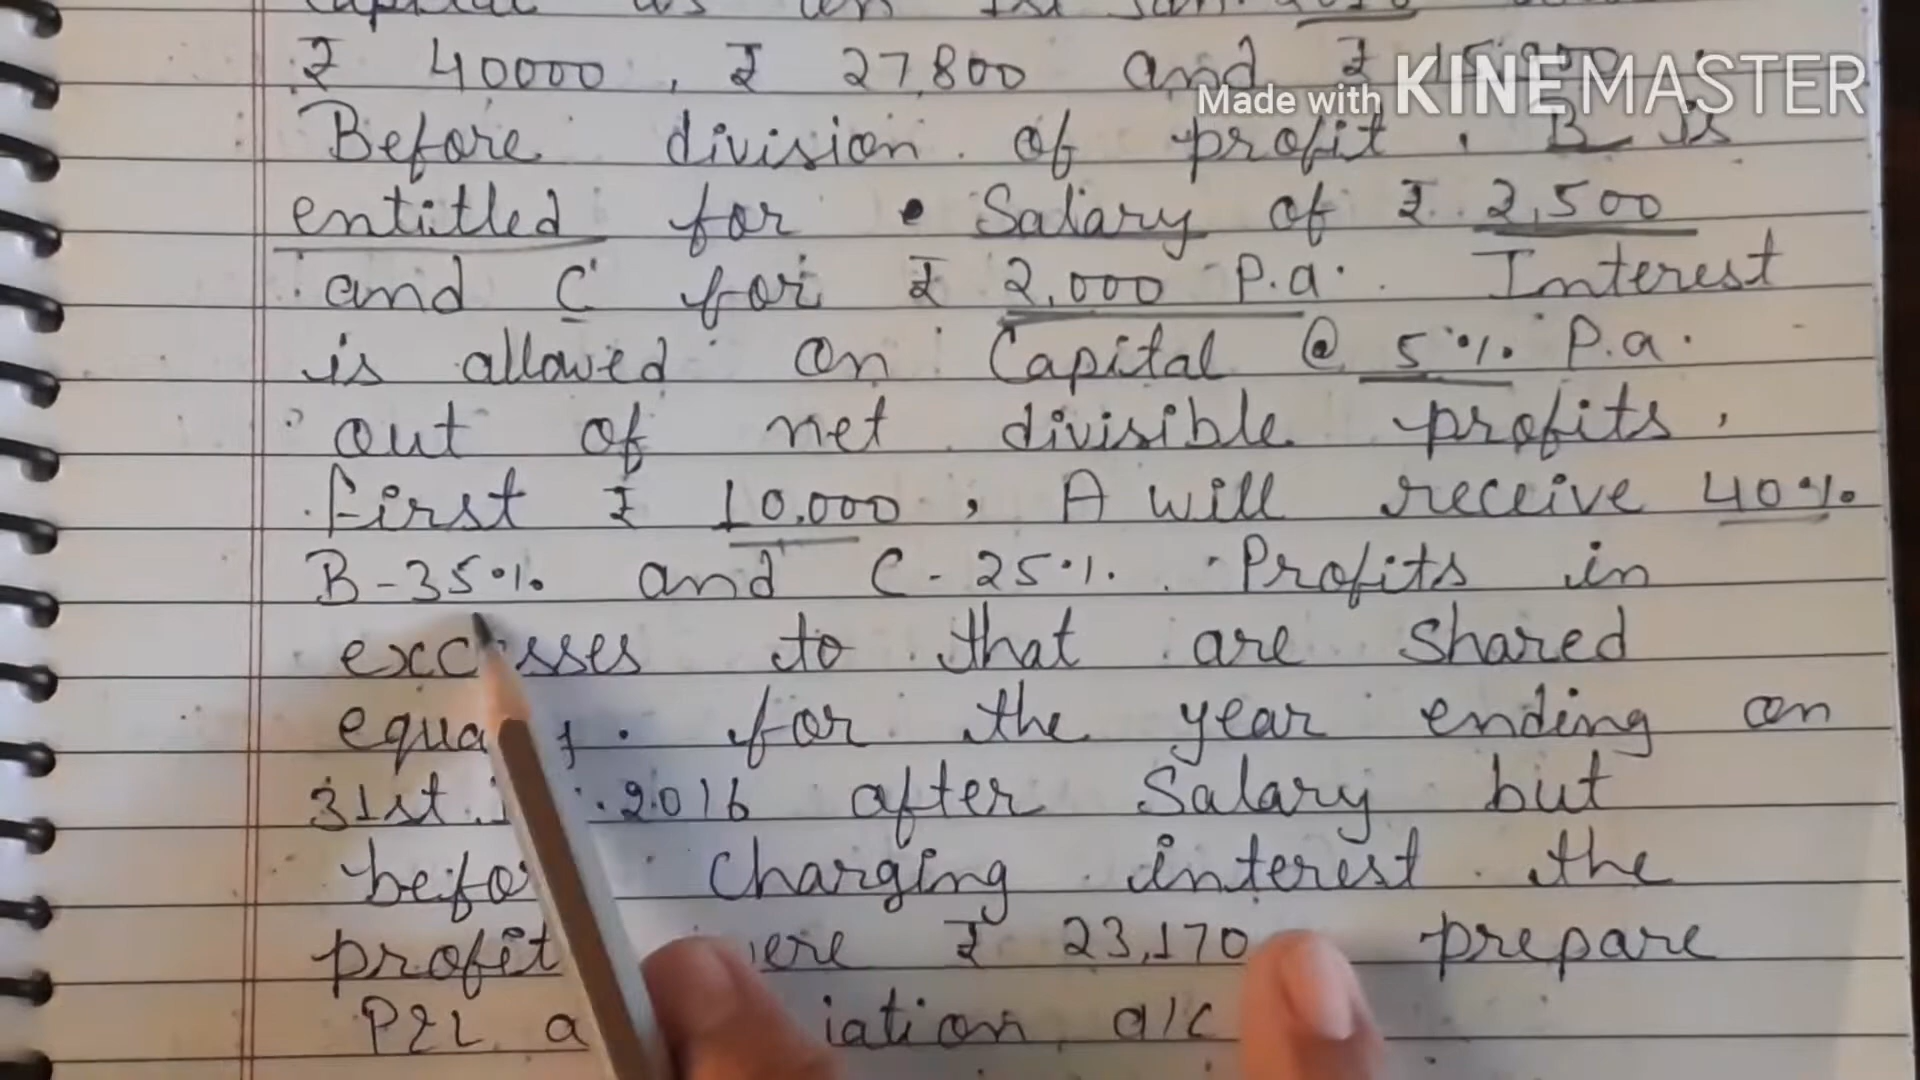 ₹ 40000, ₹ 27,800 and ₹
Made with KINEMASTER
Before division of profit, B is
entitled for Salary of ₹ 2,500
and C for ₹ 2,000 P.a. Interest
is allowed on Capital @ 5% P.a.
out of net divisible profits,
first ₹ 10,000, A will receive 40%
B-35% and C-25%. Profits in
excesses to that are shared
for the year ending on
31st 2016 after Salary but
charging interest the
profit ₹ 23,170 prepare
P&L a/c